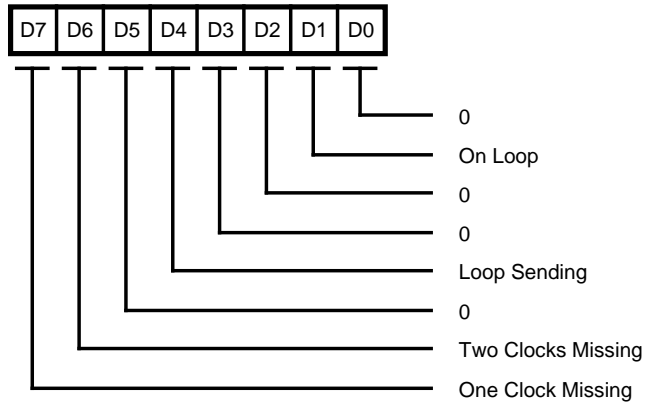 D7 D6 D5 D4 D3 D2 D1 D0
0
On Loop
0
0
Loop Sending
0
Two Clocks Missing
One Clock Missing